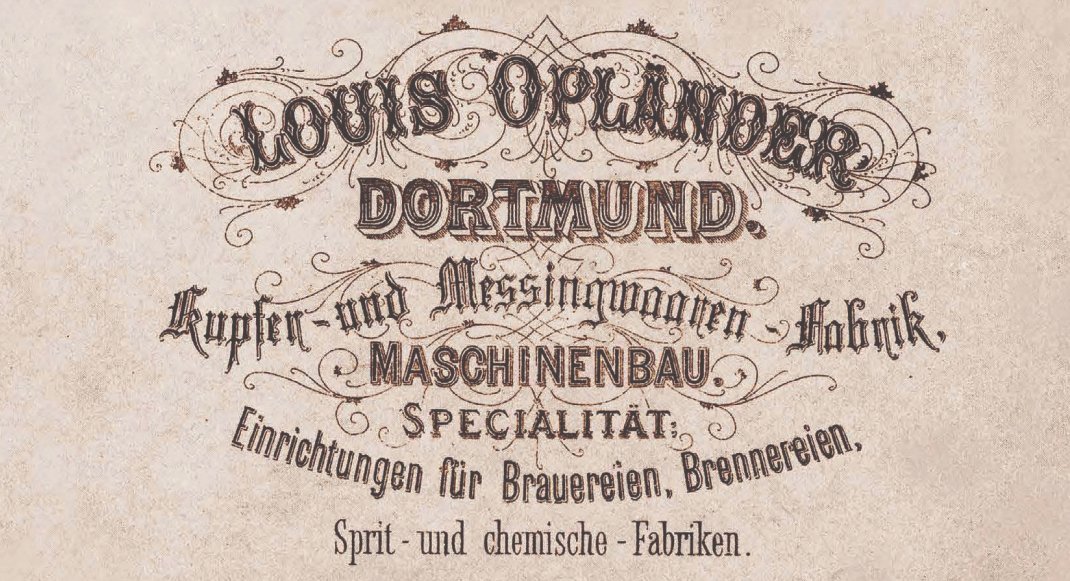 LOUIS OPLÄNDER,
DORTMUND.
Kupfer-und Messingwaaren-Fabrik,
MASCHINENBAU.
SPECIALITÄT:
Einrichtungen für Brauereien, Brennereien,
Sprit-und chemische-Fabriken.